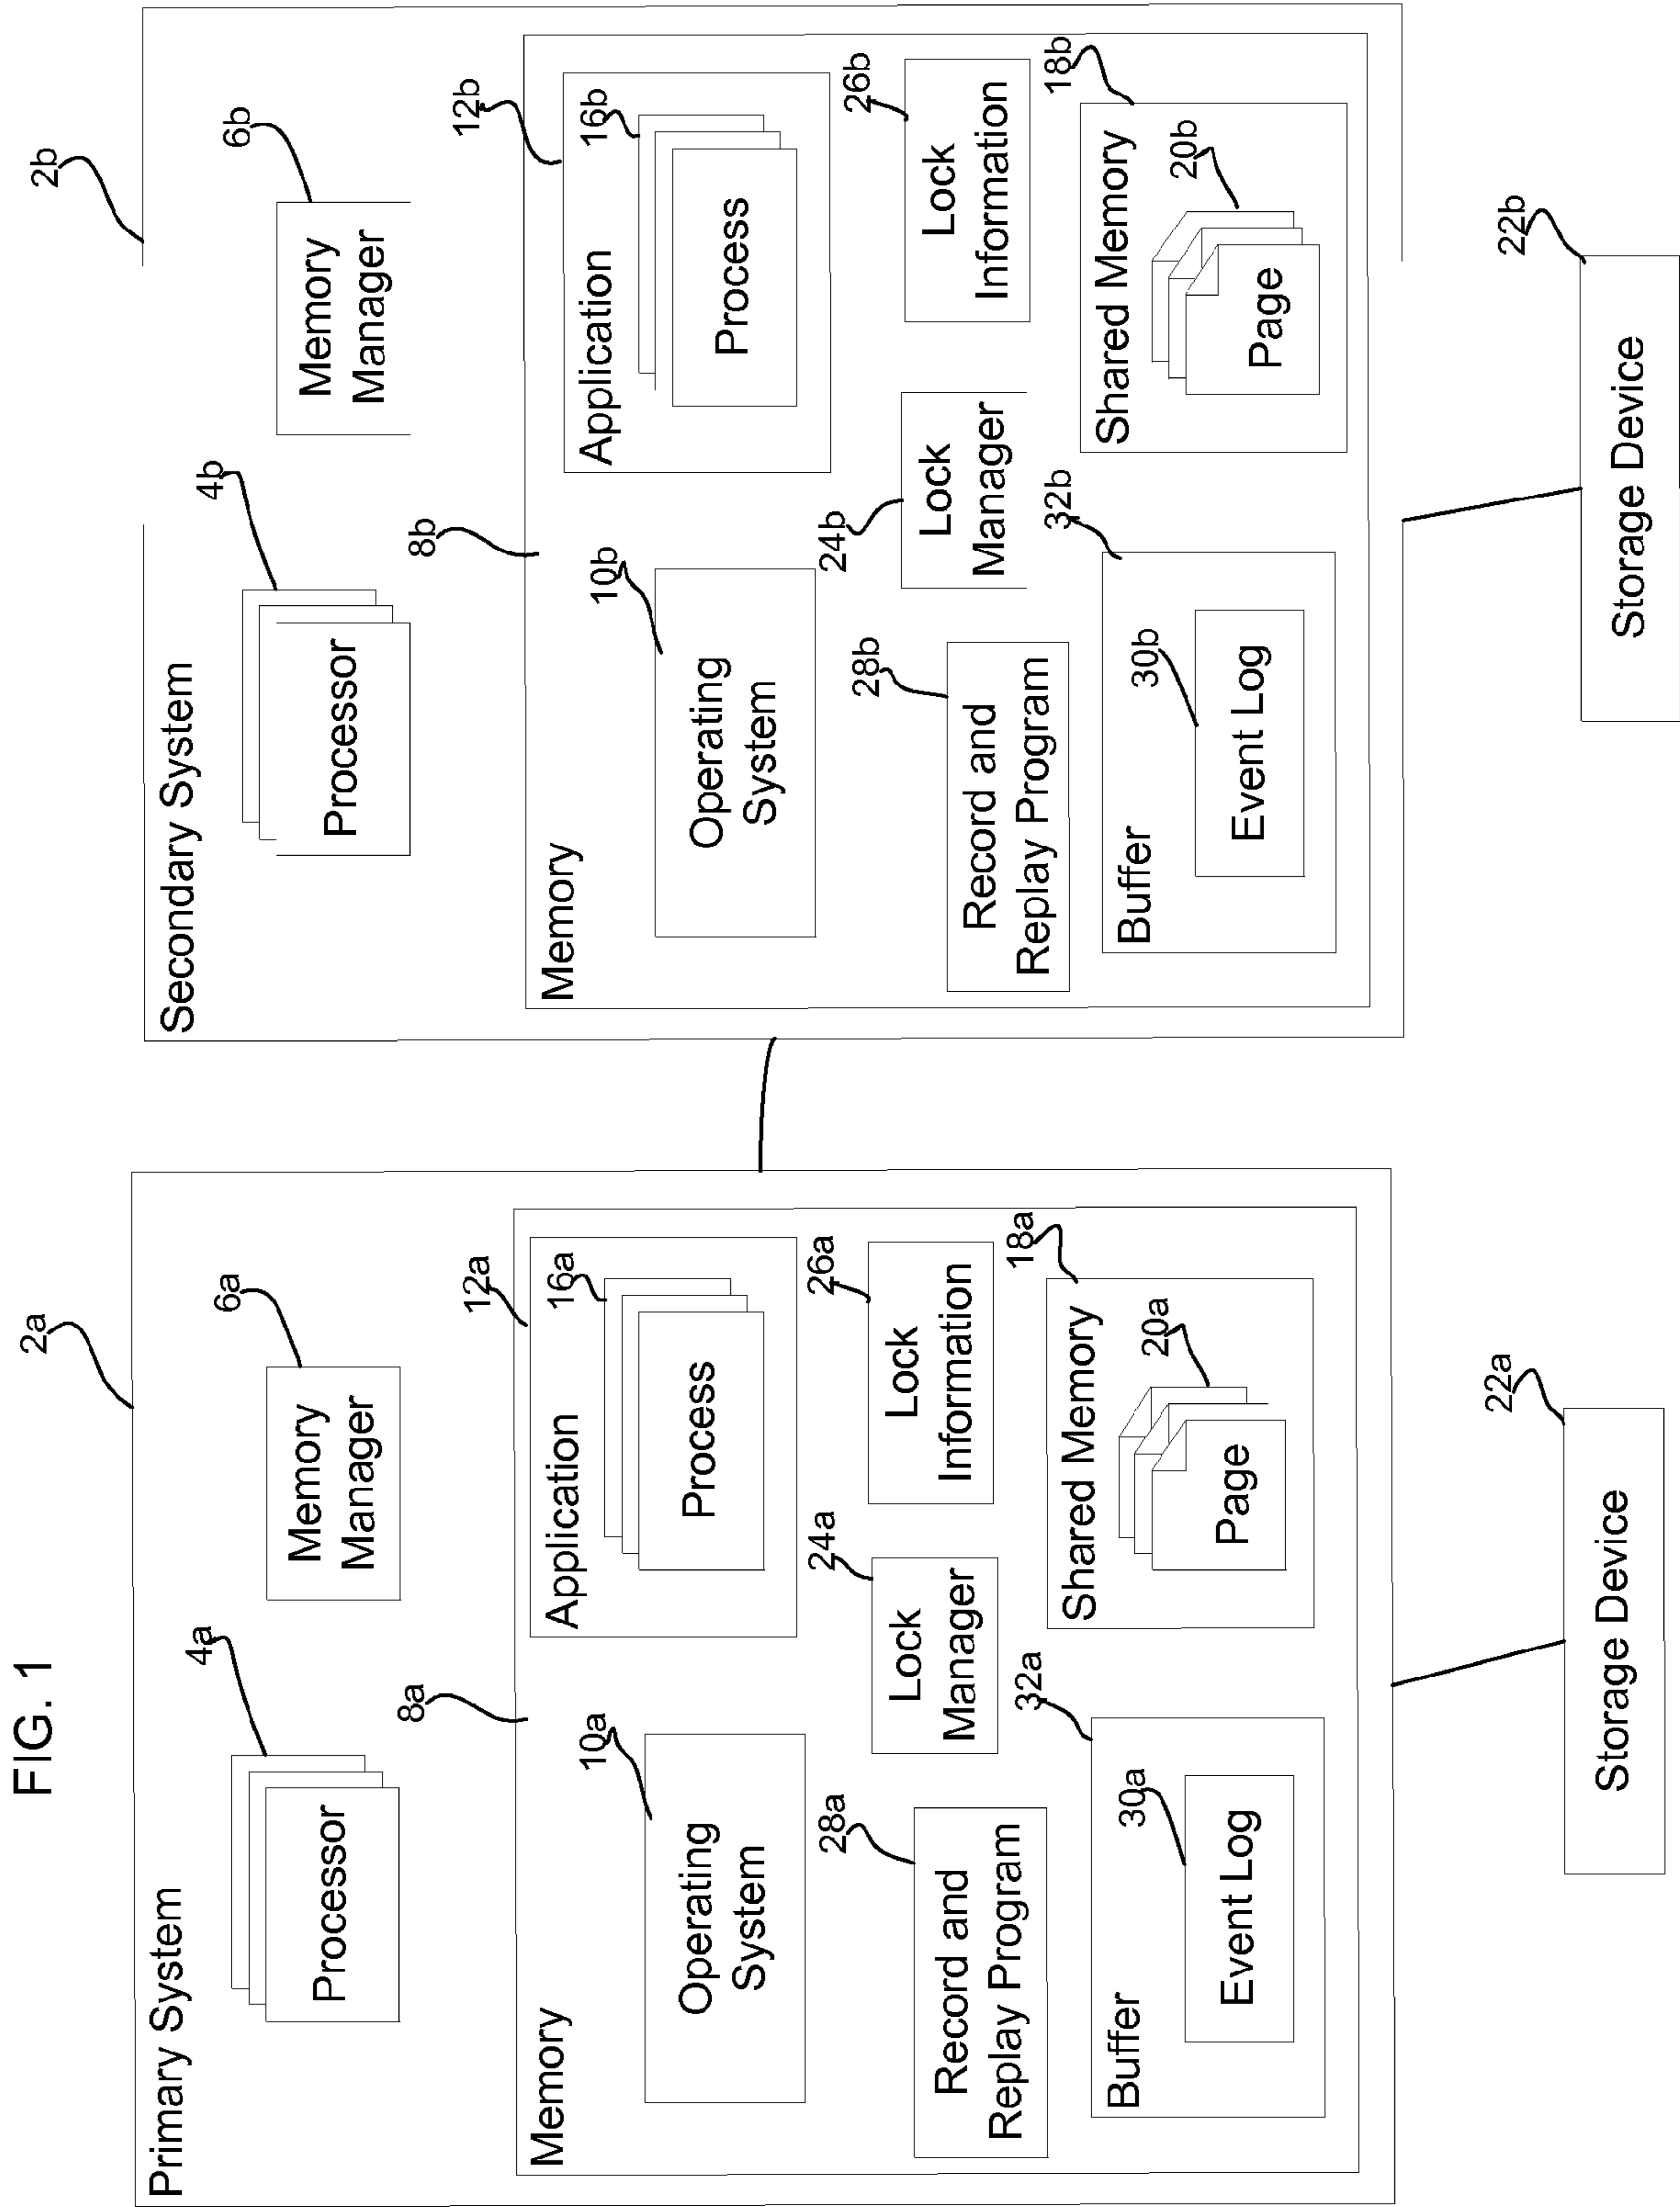 FIG. 1
2a
Primary System
4a
Processor
6a
Memory
Manager
8a
Memory
10a
Operating
System
12a
Application
16a
Process
28a
Record and
Replay Program
24a
Lock
Manager
26a
Lock
Information
32a
Buffer
30a
Event Log
18a
Shared Memory
20a
Page
22a
Storage Device
2b
Secondary System
4b
Processor
6b
Memory
Manager
8b
Memory
10b
Operating
System
12b
Application
16b
Process
28b
Record and
Replay Program
24b
Lock
Manager
26b
Lock
Information
32b
Buffer
30b
Event Log
18b
Shared Memory
20b
Page
22b
Storage Device